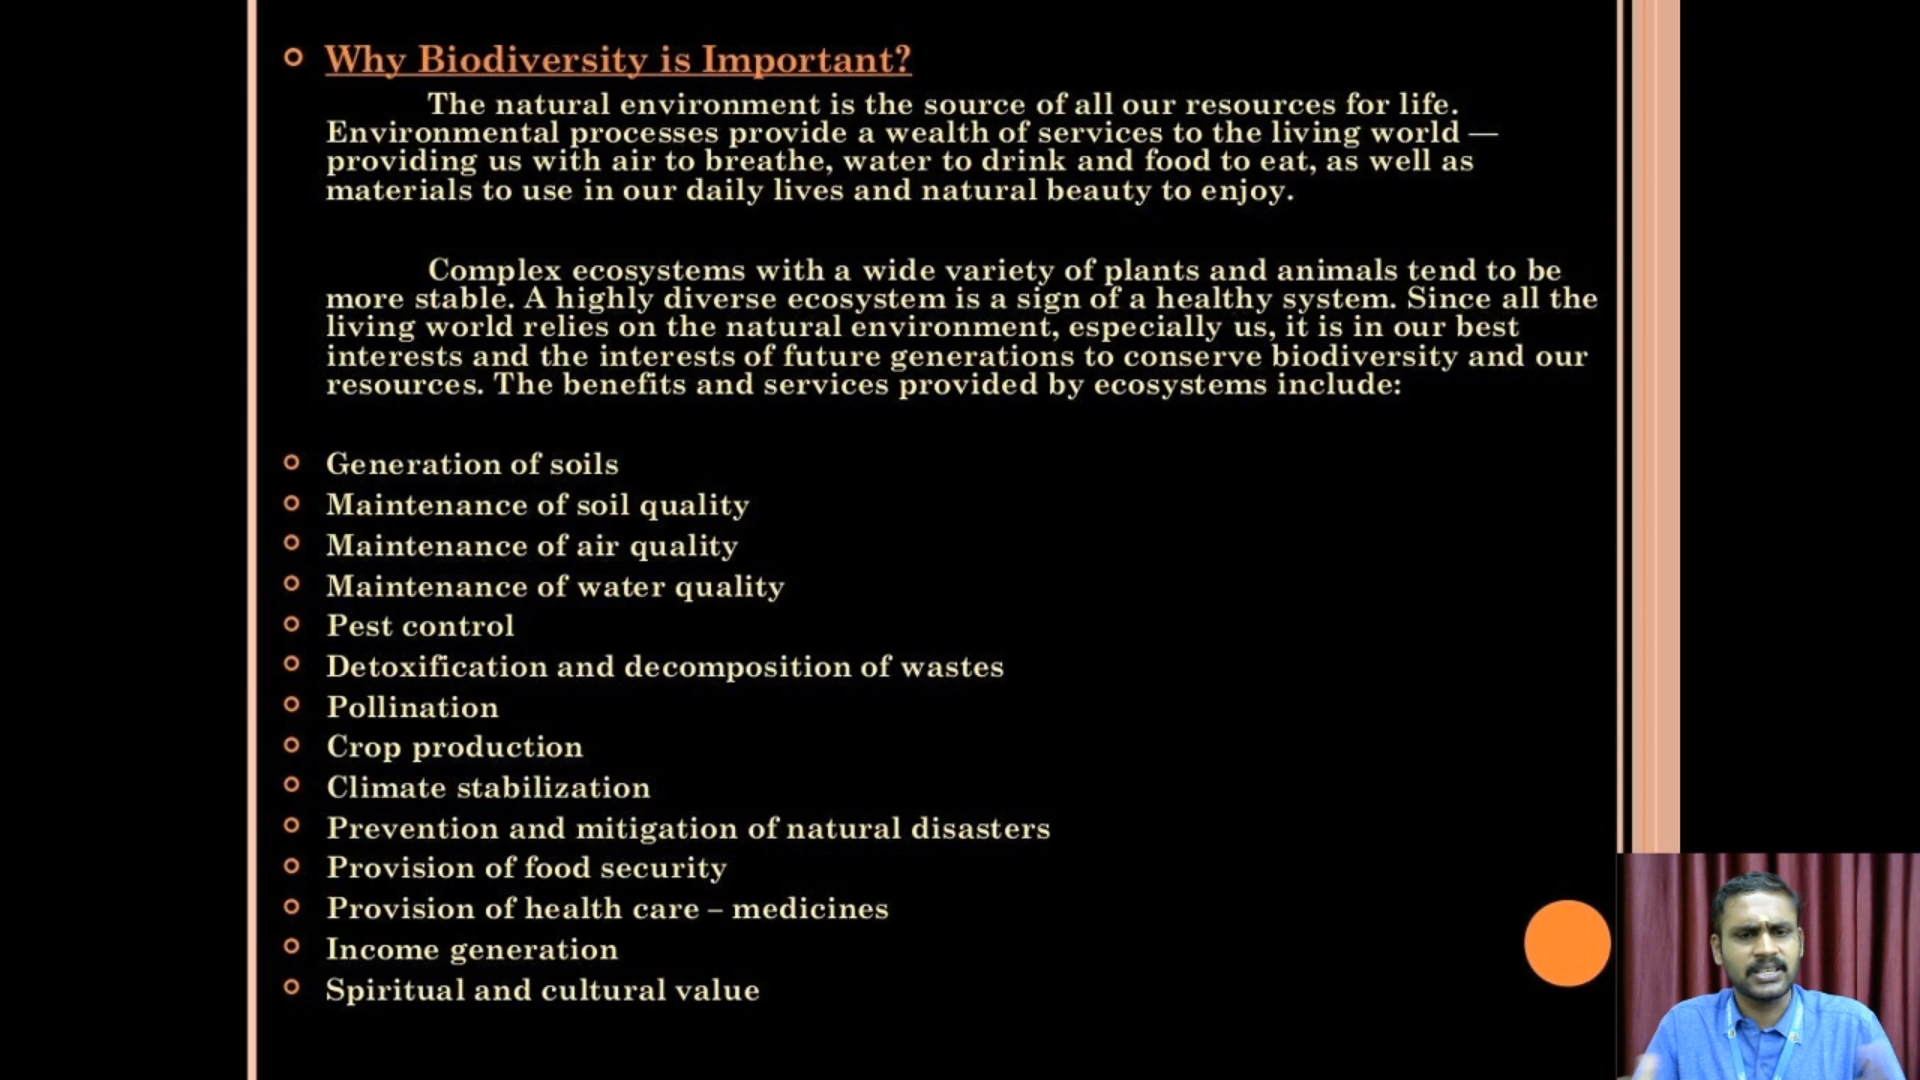 Why Biodiversity is Important?
The natural environment is the source of all our resources for life.
Environmental processes provide a wealth of services to the living world —
providing us with air to breathe, water to drink and food to eat, as well as
materials to use in our daily lives and natural beauty to enjoy.
Complex ecosystems with a wide variety of plants and animals tend to be
more stable. A highly diverse ecosystem is a sign of a healthy system. Since all the
living world relies on the natural environment, especially us, it is in our best
interests and the interests of future generations to conserve biodiversity and our
resources. The benefits and services provided by ecosystems include:
Generation of soils
Maintenance of soil quality
Maintenance of air quality
Maintenance of water quality
Pest control
Detoxification and decomposition of wastes
Pollination
Crop production
Climate stabilization
Prevention and mitigation of natural disasters
Provision of food security
Provision of health care – medicines
Income generation
Spiritual and cultural value